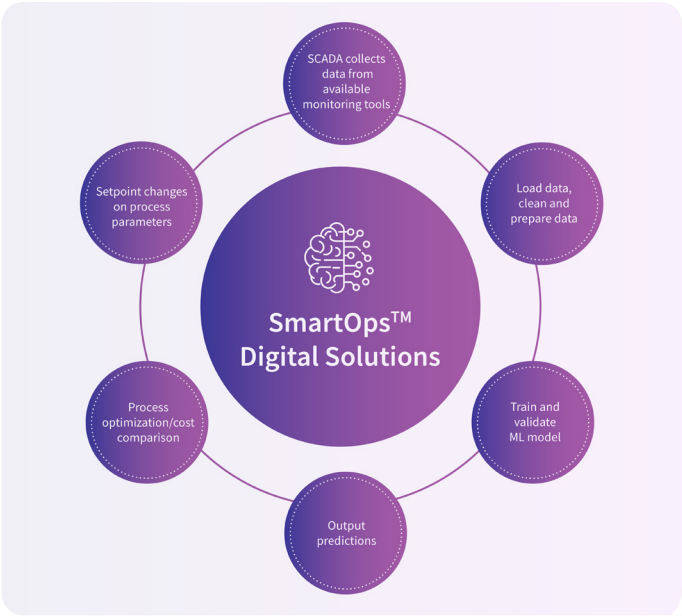 SCADA collects
data from
available
monitoring tools
Load data,
clean and
prepare data
Train and
validate
ML model
Output
predictions
Process
optimization/cost
comparison
Setpoint changes
on process
parameters
SmartOps™
Digital Solutions